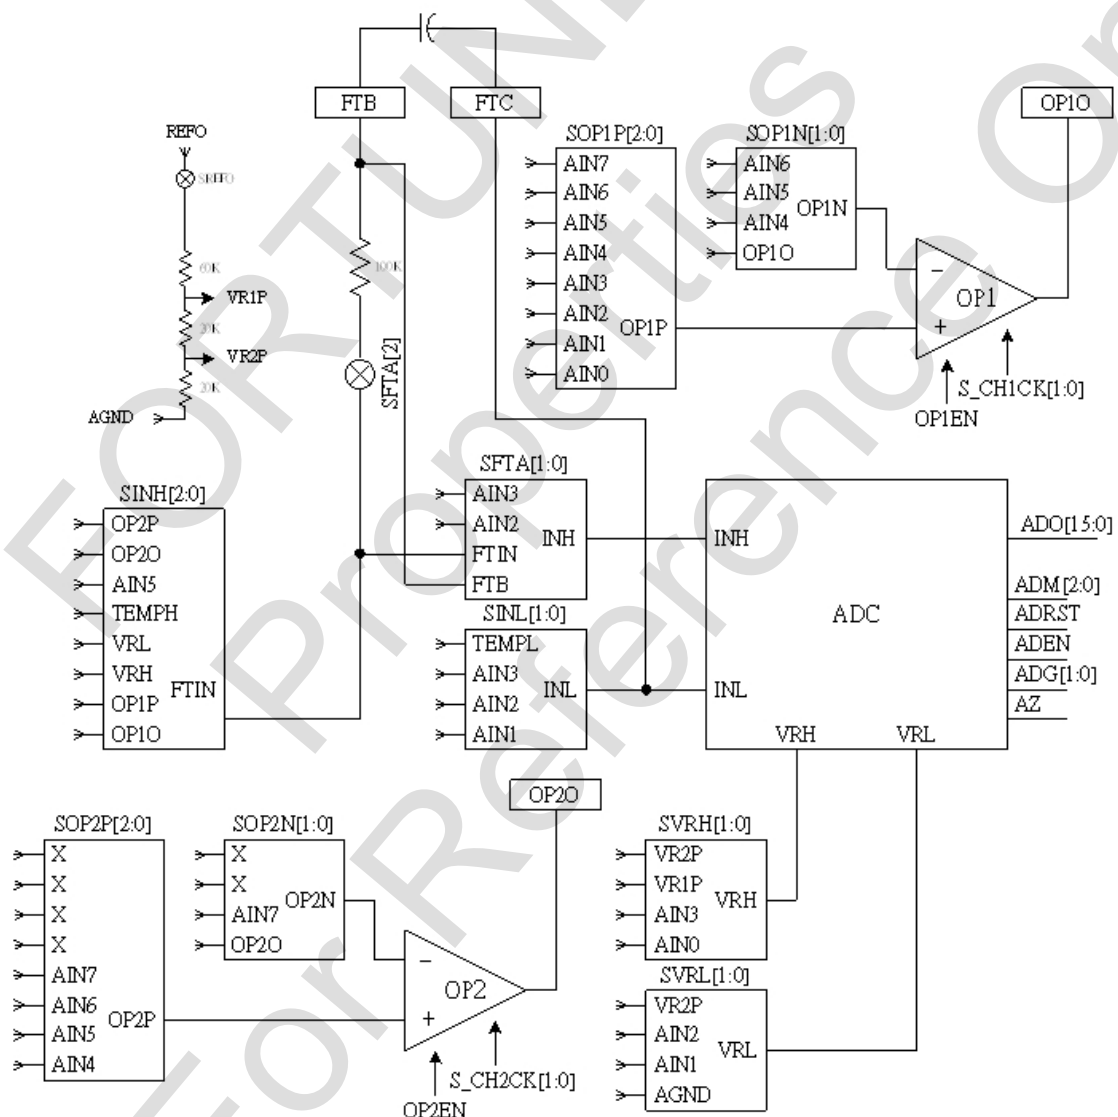 FORTUNE
Properties
For Reference Only
FTB
FTC
OP1O
REFO
SREFO
60K
VR1P
20K
VR2P
20K
AGND
100K
SFTA[2]
SOP1P[2:0]
AIN7
AIN6
AIN5
AIN4
AIN3
AIN2
AIN1
AIN0
OP1P
SOP1N[1:0]
AIN6
AIN5
AIN4
OP1O
OP1N
OP1
S_CH1CK[1:0]
OP1EN
SINH[2:0]
OP2P
OP2O
AIN5
TEMPH
VRL
VRH
OP1P
OP1O
FTIN
SFTA[1:0]
AIN3
AIN2
FTIN
FTB
INH
SINL[1:0]
TEMPL
AIN3
AIN2
AIN1
INL
INH
INL
ADC
VRH
VRL
ADO[15:0]
ADM[2:0]
ADRST
ADEN
ADG[1:0]
AZ
SOP2P[2:0]
X
X
X
X
AIN7
AIN6
AIN5
AIN4
OP2P
SOP2N[1:0]
X
X
AIN7
OP2O
OP2N
OP2O
OP2
S_CH2CK[1:0]
OP2EN
SVRH[1:0]
VR2P
VR1P
AIN3
AIN0
VRH
SVRL[1:0]
VR2P
AIN2
AIN1
AGND
VRL